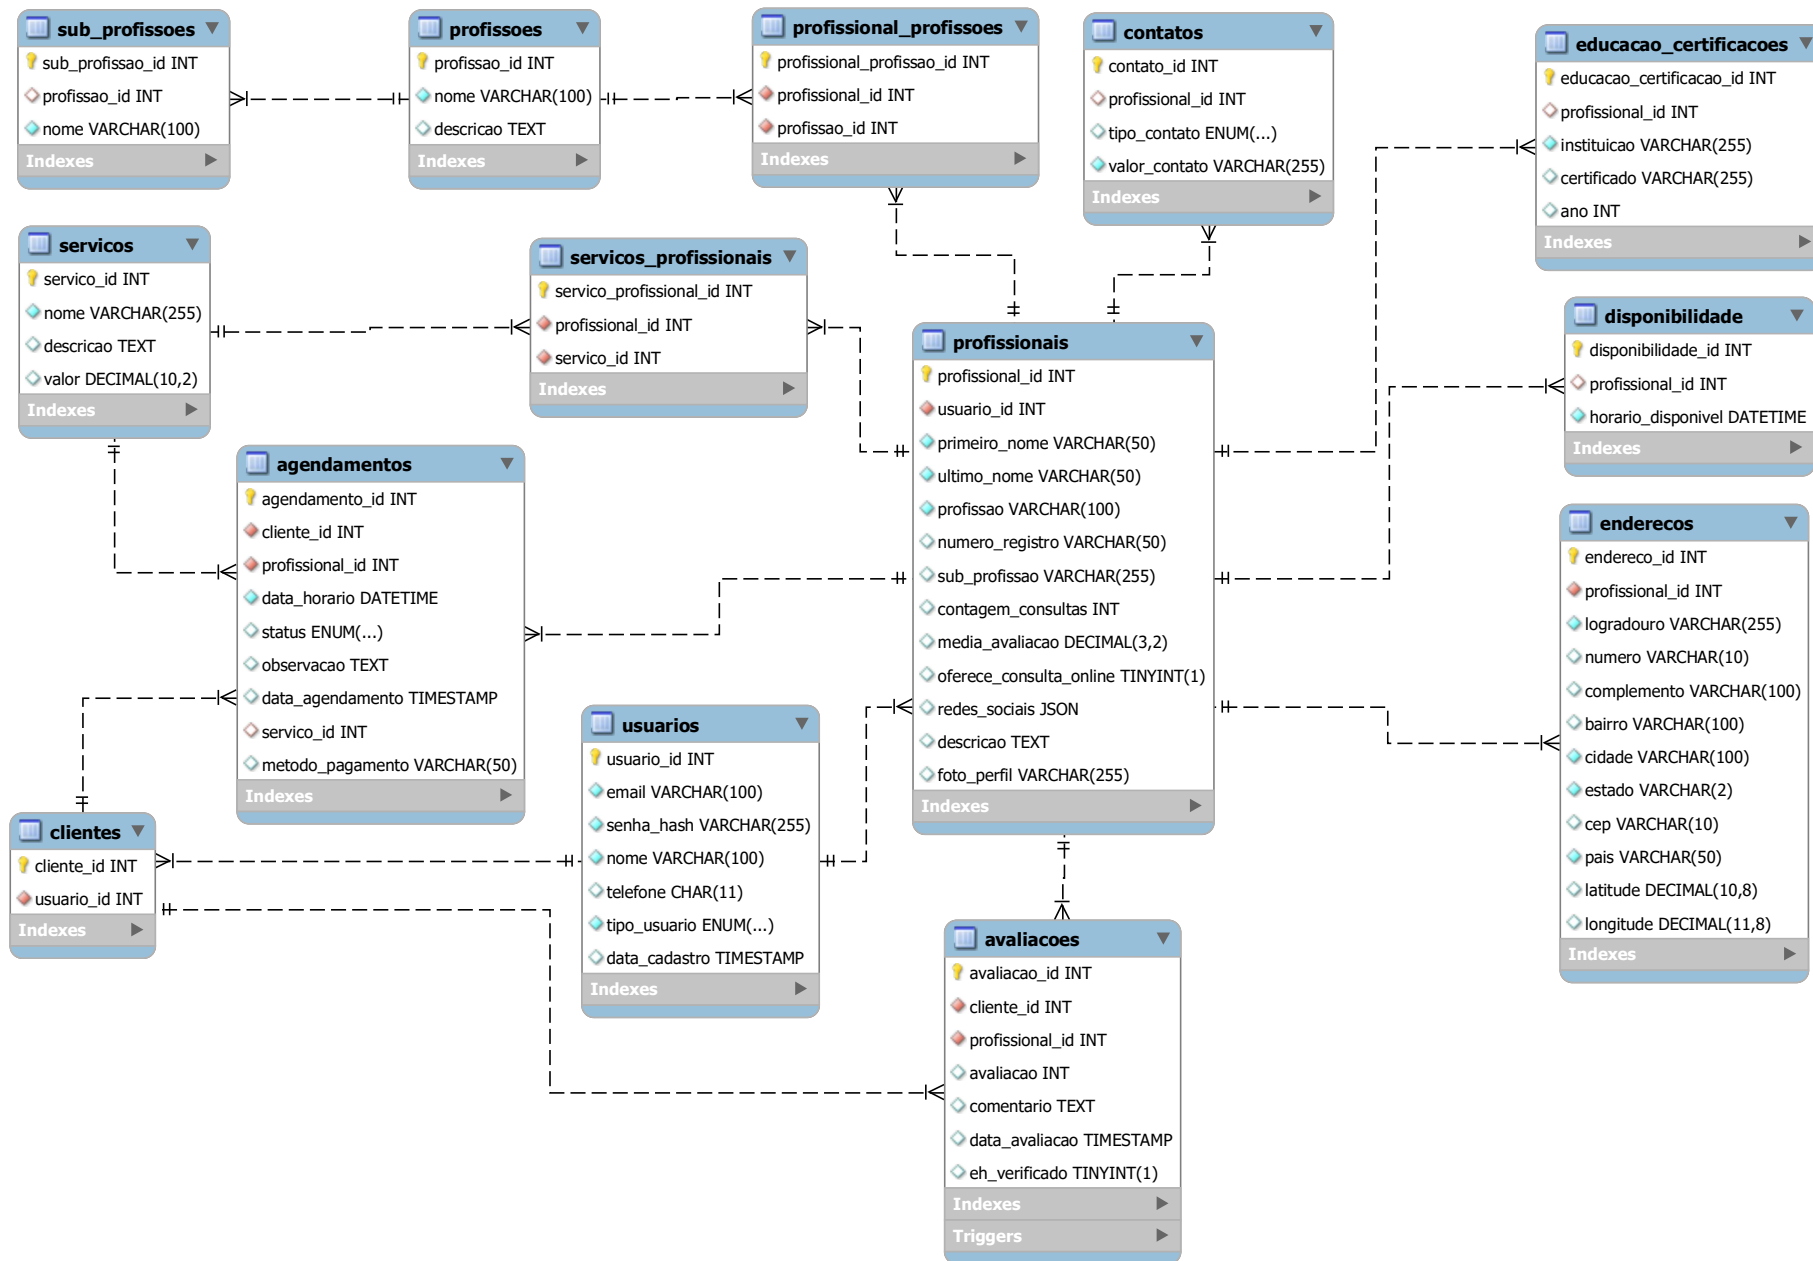 sub_profissoes
sub_profissao_id INT
profissao_id INT
nome VARCHAR(100)
Indexes
profissoes
profissao_id INT
nome VARCHAR(100)
descricao TEXT
Indexes
profissional_profissoes
profissional_profissao_id INT
profissional_id INT
profissao_id INT
Indexes
contatos
contato_id INT
profissional_id INT
tipo_contato ENUM(...)
valor_contato VARCHAR(255)
Indexes
educacao_certificacoes
educacao_certificacao_id INT
profissional_id INT
instituicao VARCHAR(255)
certificado VARCHAR(255)
ano INT
Indexes
servicos
servico_id INT
nome VARCHAR(255)
descricao TEXT
valor DECIMAL(10,2)
Indexes
servicos_profissionais
servico_profissional_id INT
profissional_id INT
servico_id INT
Indexes
profissionais
profissional_id INT
usuario_id INT
primeiro_nome VARCHAR(50)
ultimo_nome VARCHAR(50)
profissao VARCHAR(100)
numero_registro VARCHAR(50)
sub_profissao VARCHAR(255)
contagem_consultas INT
media_avaliacao DECIMAL(3,2)
oferece_consulta_online TINYINT(1)
redes_sociais JSON
descricao TEXT
foto_perfil VARCHAR(255)
Indexes
disponibilidade
disponibilidade_id INT
profissional_id INT
horario_disponivel DATETIME
Indexes
agendamentos
agendamento_id INT
cliente_id INT
profissional_id INT
data_horario DATETIME
status ENUM(...)
observacao TEXT
data_agendamento TIMESTAMP
servico_id INT
metodo_pagamento VARCHAR(50)
Indexes
enderecos
endereco_id INT
profissional_id INT
logradouro VARCHAR(255)
numero VARCHAR(10)
complemento VARCHAR(100)
bairro VARCHAR(100)
cidade VARCHAR(100)
estado VARCHAR(2)
cep VARCHAR(10)
pais VARCHAR(50)
latitude DECIMAL(10,8)
longitude DECIMAL(11,8)
Indexes
usuarios
usuario_id INT
email VARCHAR(100)
senha_hash VARCHAR(255)
nome VARCHAR(100)
telefone CHAR(11)
tipo_usuario ENUM(...)
data_cadastro TIMESTAMP
Indexes
clientes
cliente_id INT
usuario_id INT
Indexes
avaliacoes
avaliacao_id INT
cliente_id INT
profissional_id INT
avaliacao INT
comentario TEXT
data_avaliacao TIMESTAMP
eh_verificado TINYINT(1)
Indexes
Triggers